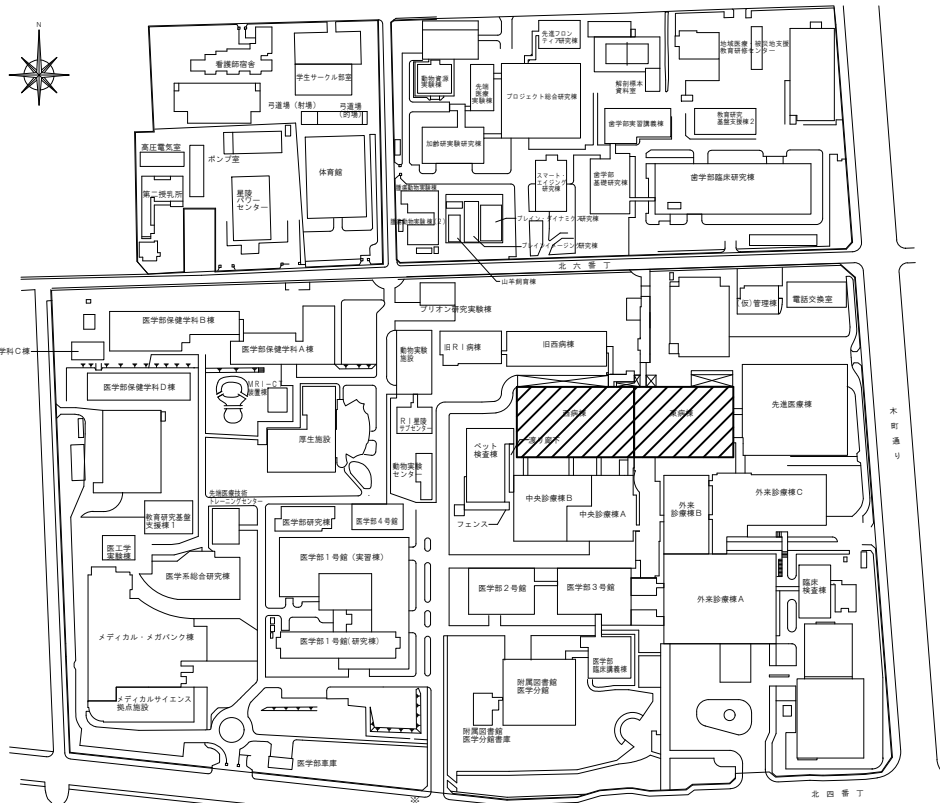 N
看護師宿舎
学生サークル部室
弓道場(射場)
弓道場
(的場)
高圧電気室
ポンプ室
第二授乳所
星陵
パワー
センター
体育館
先進フロン
ティア研究棟
動物資源
実験棟
先端
医療
実験棟
プロジェクト総合研究棟
解剖標本
資料室
地域医療・被災地支援
教育研修センター
教育研究
基盤支援棟2
歯学部実習講義棟
加齢研実験研究棟
スマート・
エイジング
研究棟
歯学部
基礎研究棟
歯学部臨床研究棟
腫瘍動物実験棟
腫瘍動物実験棟(2)
ブレイン・ダイナミクス研究棟
ブレインイメージング研究棟
山羊飼育棟
北六番丁
プリオン研究実験棟
(仮)管理棟
電話交換室
医学部保健学科B棟
医学部保健学科A棟
学科C棟
医学部保健学科D棟
動物実験
施設
旧RI病棟
旧西病棟
MRI-CT
装置棟
厚生施設
RI星陵
サブセンター
動物実験
センター
ペット
検査棟
渡り廊下
西病棟
東病棟
先進医療棟
木町通り
フェンス
中央診療棟B
中央診療棟A
外来
診療棟B
外来診療棟C
先端医療技術
トレーニングセンター
教育研究基盤
支援棟1
医学部研究棟
医学部4号館
医工学
実験棟
医学系総合研究棟
医学部1号館(実習棟)
医学部2号館
医学部3号館
外来診療棟A
臨床
検査棟
メディカル・メガバンク棟
医学部1号館(研究棟)
医学部
臨床講義棟
附属図書館
医学分館
メディカルサイエンス
拠点施設
附属図書館
医学分館書庫
医学部車庫
※
北四番丁